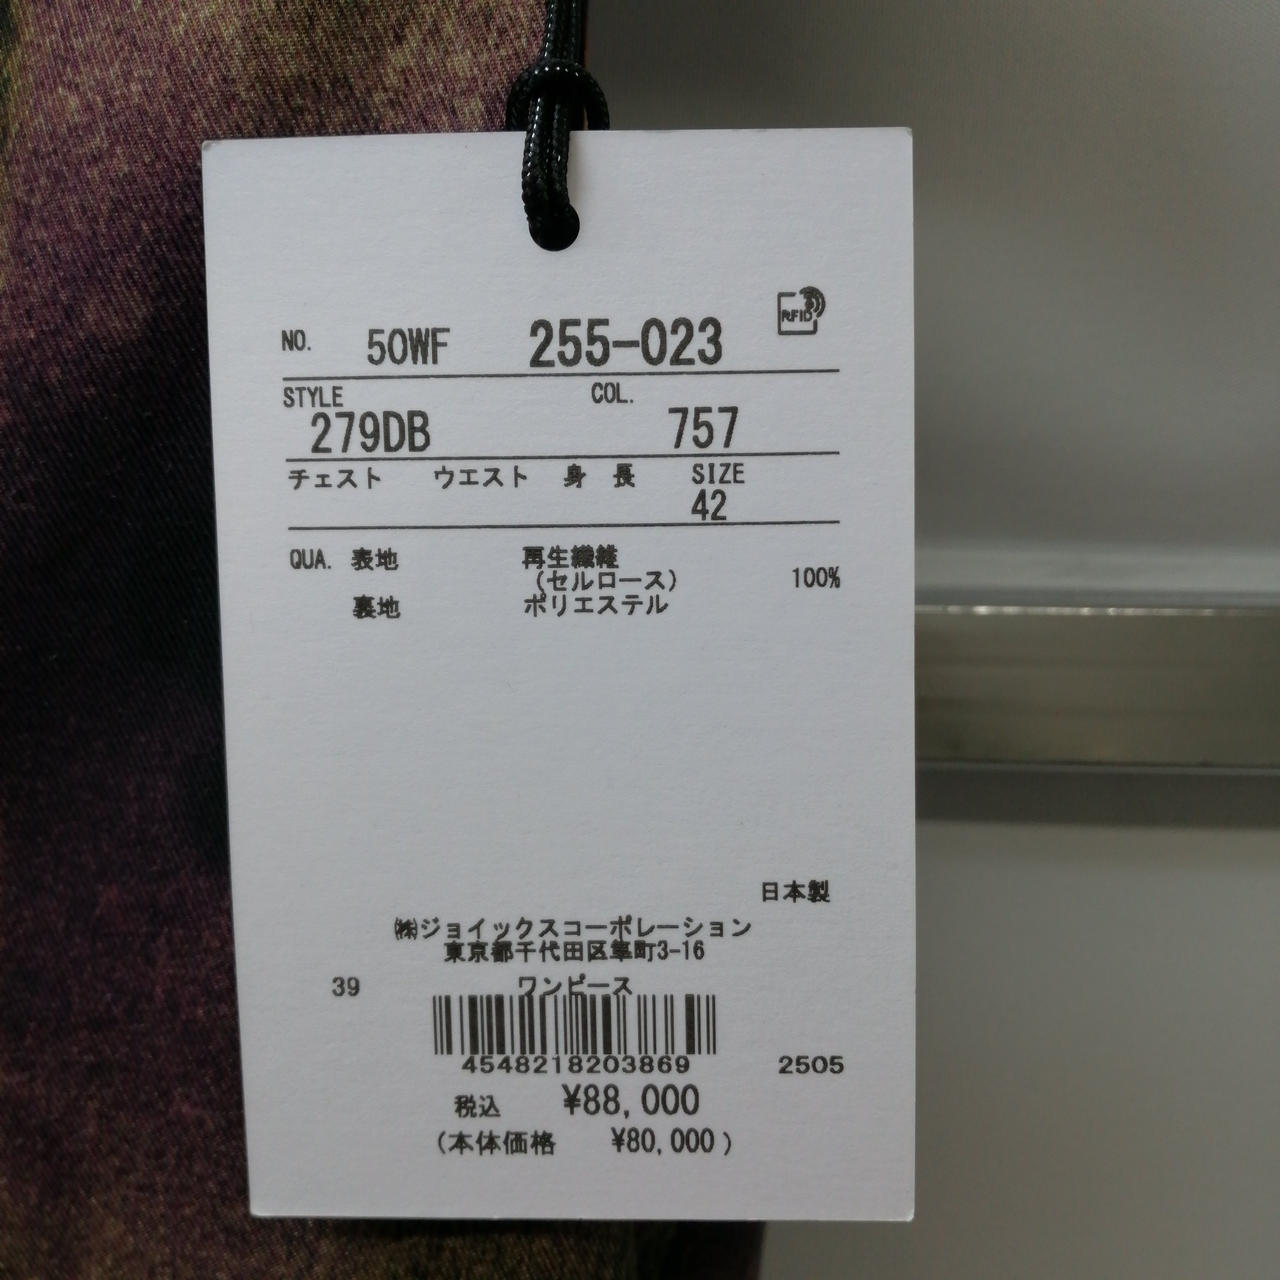 RFID
NO. 50WF 255-023
STYLE COL.
279DB 757
チェスト ウエスト 身長 SIZE
42
QUA. 表地 再生繊維
(セルロース) 100%
裏地 ポリエステル
日本製
㈱ジョイックスコーポレーション
東京都千代田区隼町3-16
39 ワンピース
4548218203869 2505
税込 ¥88,000
(本体価格 ¥80,000)